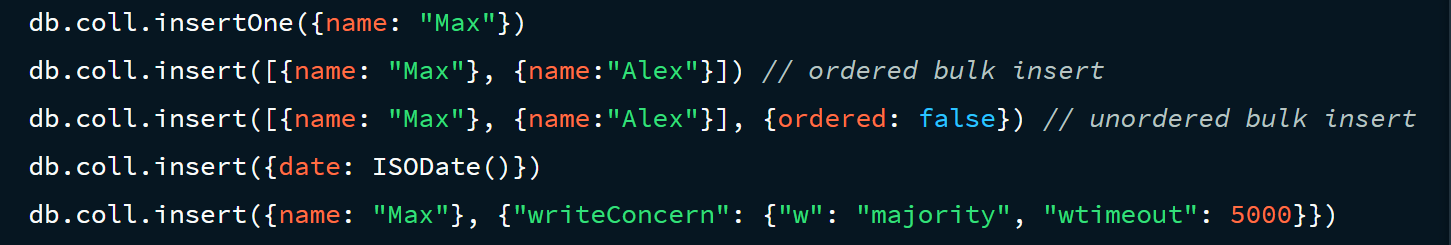 db.coll.insertOne({name: "Max"})
db.coll.insert([{name: "Max"}, {name:"Alex"}]) // ordered bulk insert
db.coll.insert([{name: "Max"}, {name:"Alex"}], {ordered: false}) // unordered bulk insert
db.coll.insert({date: ISODate()})
db.coll.insert({name: "Max"}, {"writeConcern": {"w": "majority", "wtimeout": 5000}})